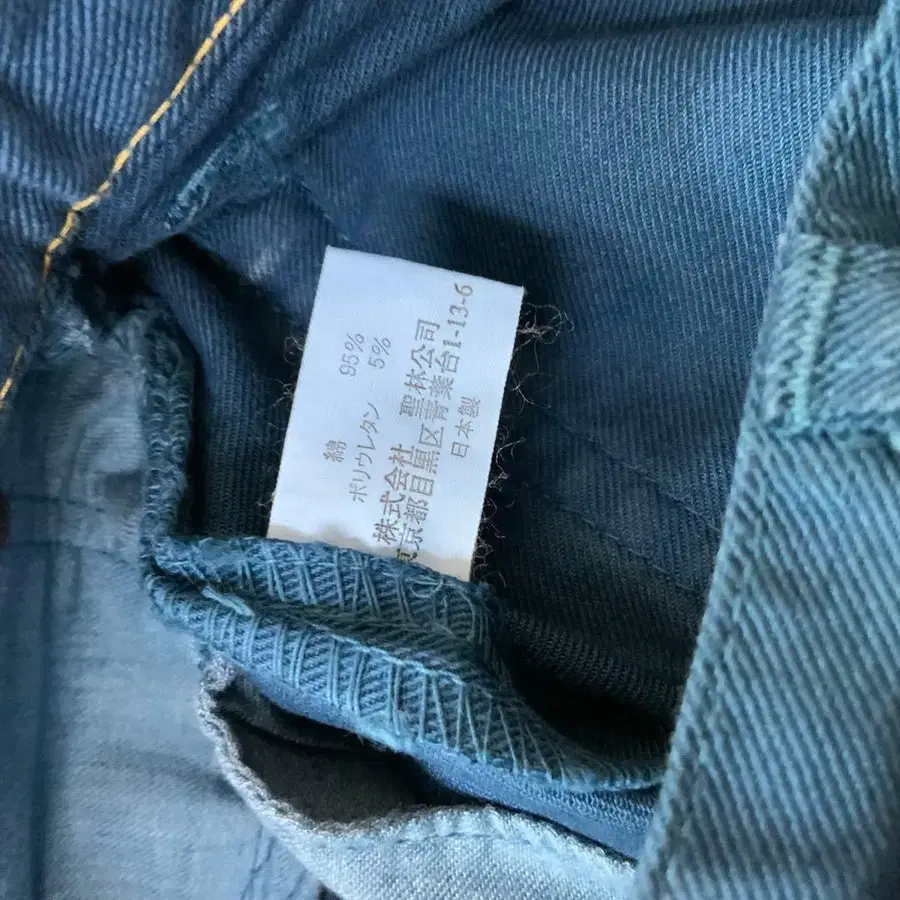 綿 95%
ポリウレタン 5%
株式会社 聖林公司
東京都目黒区青葉台1-13-6
日本製